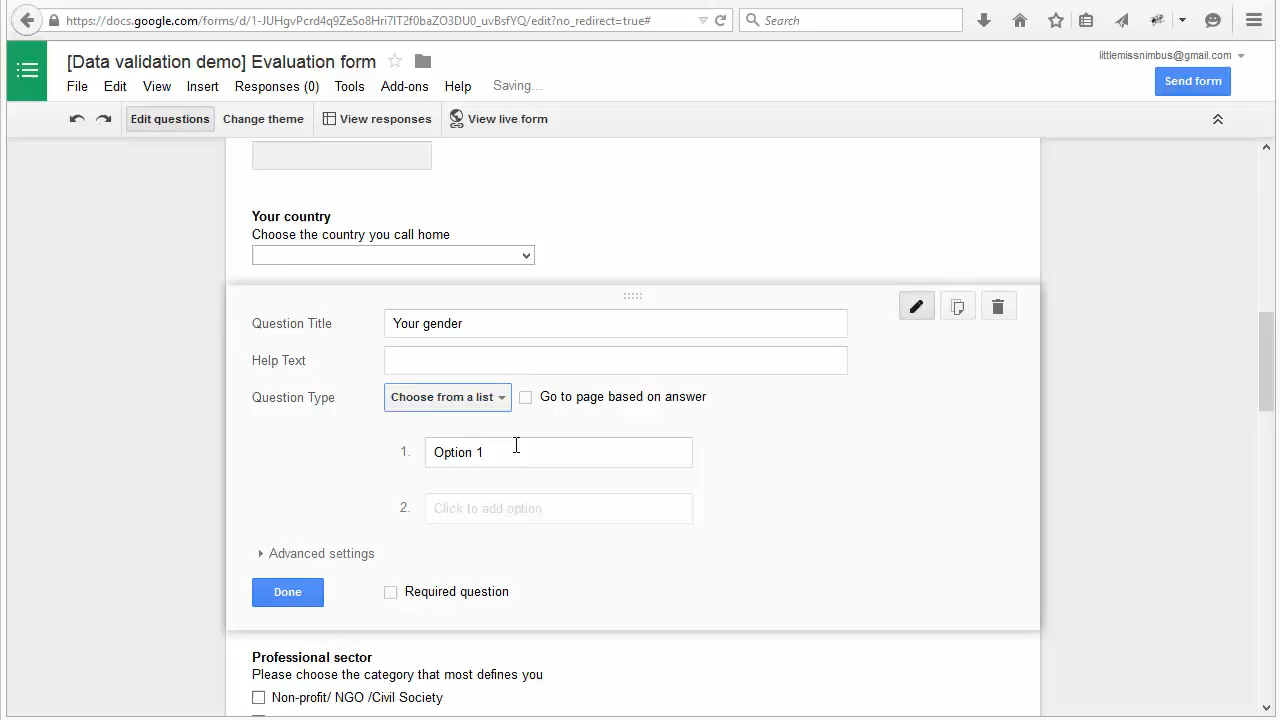 https://docs.google.com/forms/d/1-JUHgvPcrd4q9ZeSo8Hri7IT2f0baZO3DU0_uvBsfYQ/edit#no_redirect=true#
Search
[Data validation demo] Evaluation form
littlemissnimbus@gmail.com
File Edit View Insert Responses (0) Tools Add-ons Help Saving...
Send form
Edit questions Change theme View responses View live form
Your country
Choose the country you call home
Question Title Your gender
Help Text
Question Type Choose from a list Go to page based on answer
1. Option 1
2. Click to add option
Advanced settings
Done Required question
Professional sector
Please choose the category that most defines you
Non-profit/ NGO /Civil Society